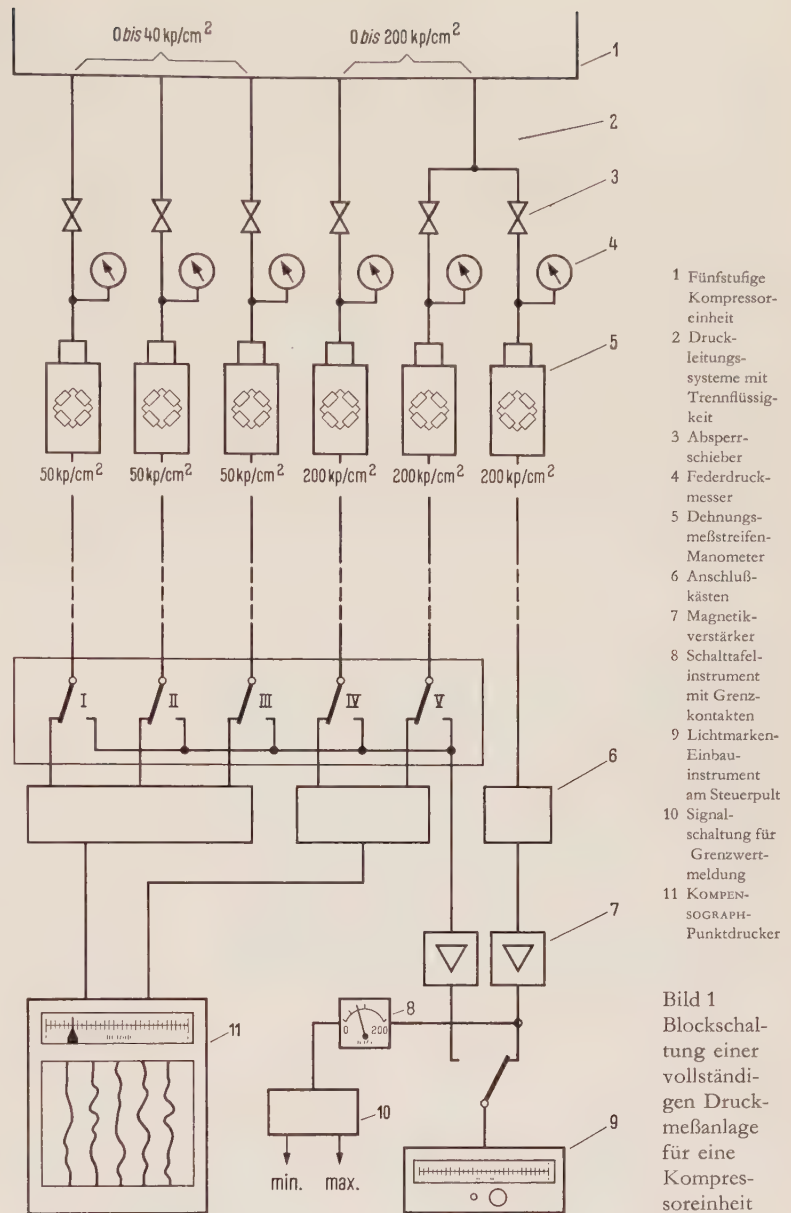 0 bis 40 kp/cm²
0 bis 200 kp/cm²
1
2
3
4
5
50 kp/cm² 50 kp/cm² 50 kp/cm² 200 kp/cm² 200 kp/cm² 200 kp/cm²
I II III IV V
6
7
0 200
8
11
10
min. max.
9
1 Fünfstufige
Kompressor-
einheit
2 Druck-
leitungs-
systeme mit
Trennflüssig-
keit
3 Absperr-
schieber
4 Federdruck-
messer
5 Dehnungs-
meßstreifen-
Manometer
6 Anschluß-
kästen
7 Magnetik-
verstärker
8 Schalttafel-
instrument
mit Grenz-
kontakten
9 Lichtmarken-
Einbau-
instrument
am Steuerpult
10 Signal-
schaltung für
Grenzwert-
meldung
11 KOMPEN-
SOGRAPH-
Punktdrucker
Bild 1
Blockschal-
tung einer
vollständi-
gen Druck-
meßanlage
für eine
Kompres-
soreinheit